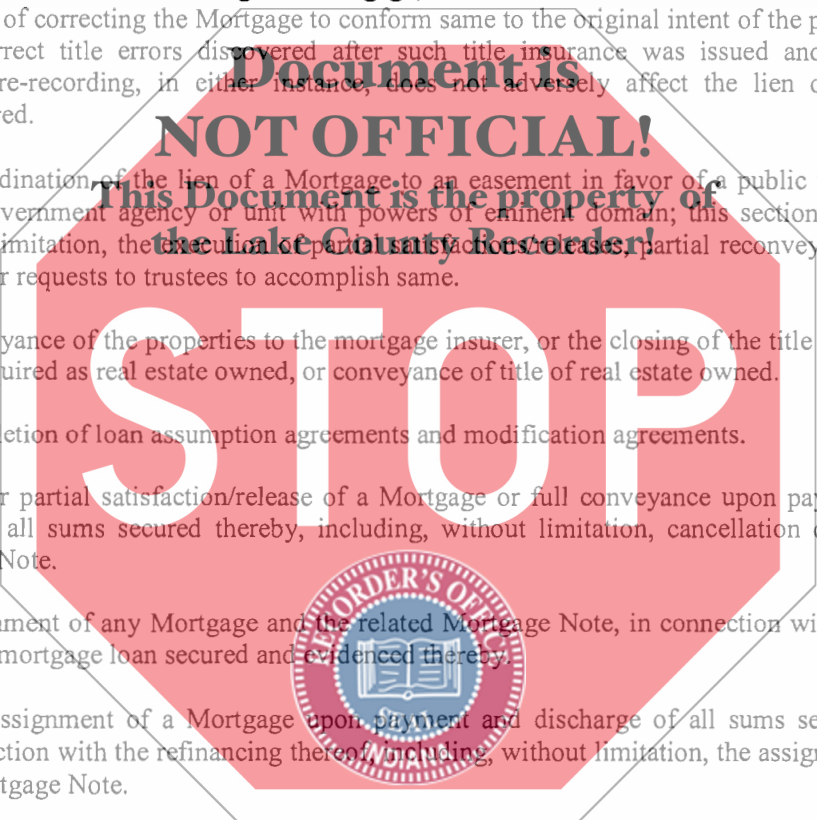 of correcting the Mortgage to conform same to the original intent of the p
rrect title errors discovered after such title insurance was issued and
Document is
re-recording, in either instance, does not adversely affect the lien
ed.
NOT OFFICIAL!
dination of the lien of a Mortgage to an easement in favor of a public
This Document is the property of
vernment agency or unit with powers of eminent domain; this section
imitation, the execution of partial satisfactions/releases, partial reconvey
the Lake County Recorder!
r requests to trustees to accomplish same.
STOP
yance of the properties to the mortgage insurer, or the closing of the title
uired as real estate owned, or conveyance of title of real estate owned.
letion of loan assumption agreements and modification agreements.
r partial satisfaction/release of a Mortgage or full conveyance upon pay
all sums secured thereby, including, without limitation, cancellation
Note.
RECORDER'S OFFICE
nment of any Mortgage and the related Mortgage Note, in connection wi
mortgage loan secured and evidenced thereby.
SEAL
INDIANA
ssignment of a Mortgage upon payment and discharge of all sums se
ction with the refinancing thereof, including, without limitation, the assign
tgage Note.